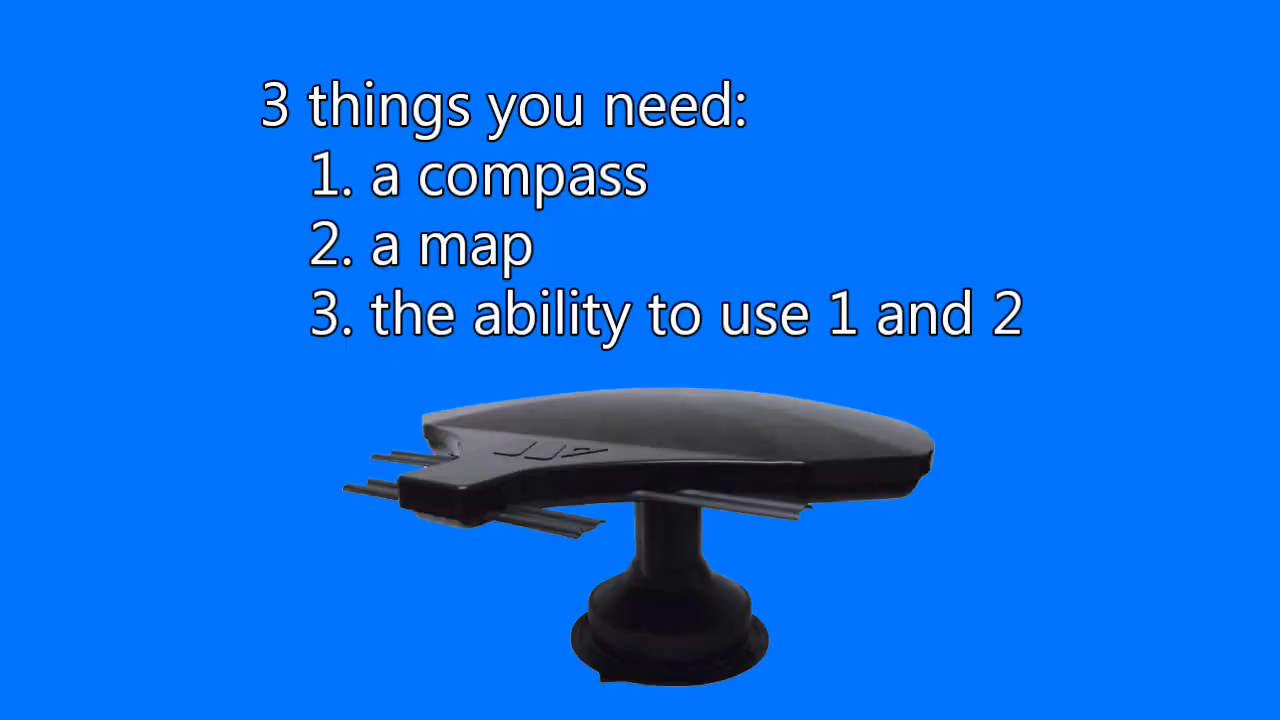 3 things you need:
1. a compass
2. a map
3. the ability to use 1 and 2